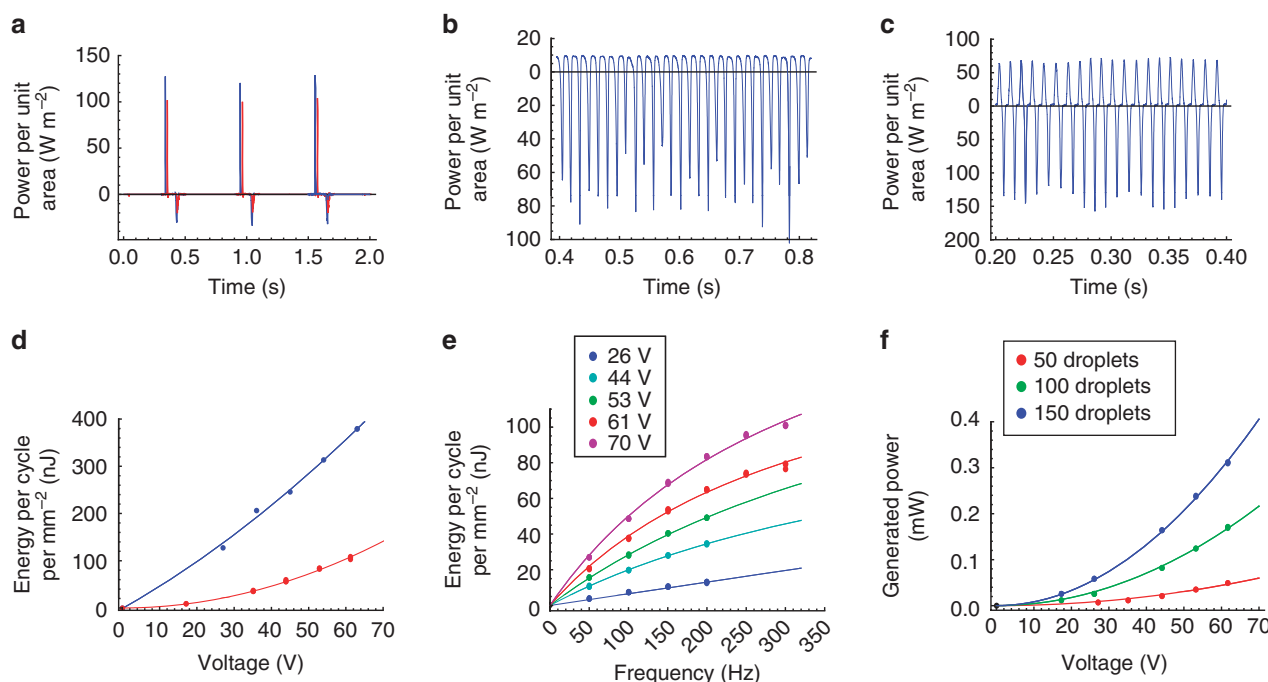 a
Power per unit
area (W m⁻²)
150
100
50
0
0.0 0.5 1.0 1.5 2.0
Time (s)
b
Power per unit
area (W m⁻²)
20
0
20
40
60
80
100
0.4 0.5 0.6 0.7 0.8
Time (s)
c
Power per unit
area (W m⁻²)
100
50
0
50
100
150
200
0.20 0.25 0.30 0.35 0.40
Time (s)
d
Energy per cycle
per mm⁻² (nJ)
400
300
200
100
0
0 10 20 30 40 50 60 70
Voltage (V)
e
26 V
44 V
53 V
61 V
70 V
Energy per cycle
per mm⁻² (nJ)
100
80
60
40
20
0
0 50 100 150 200 250 300 350
Frequency (Hz)
f
50 droplets
100 droplets
150 droplets
Generated power
(mW)
0.4
0.3
0.2
0.1
0.0
0 10 20 30 40 50 60 70
Voltage (V)